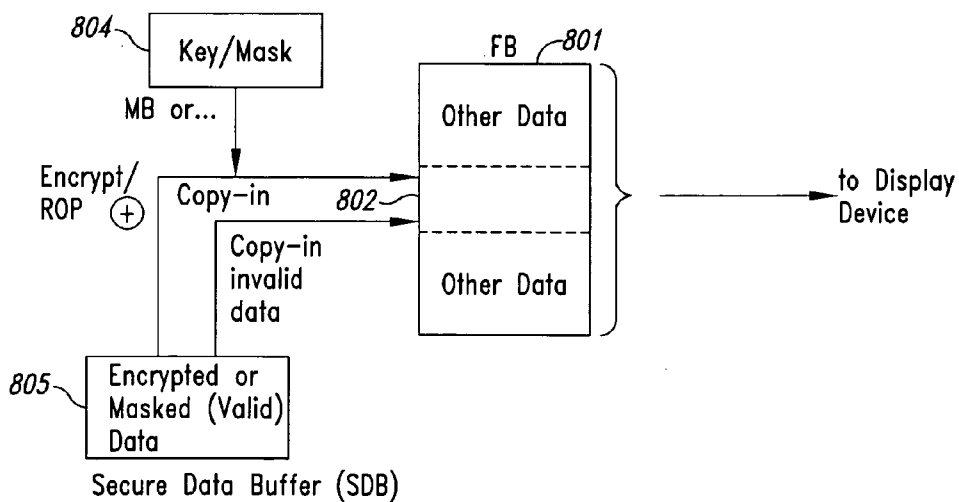 804
Key/Mask
MB or...
FB
801
Other Data
802
Other Data
Encrypt/
ROP +
Copy-in
Copy-in
invalid
data
to Display
Device
805
Encrypted or
Masked (Valid)
Data
Secure Data Buffer (SDB)